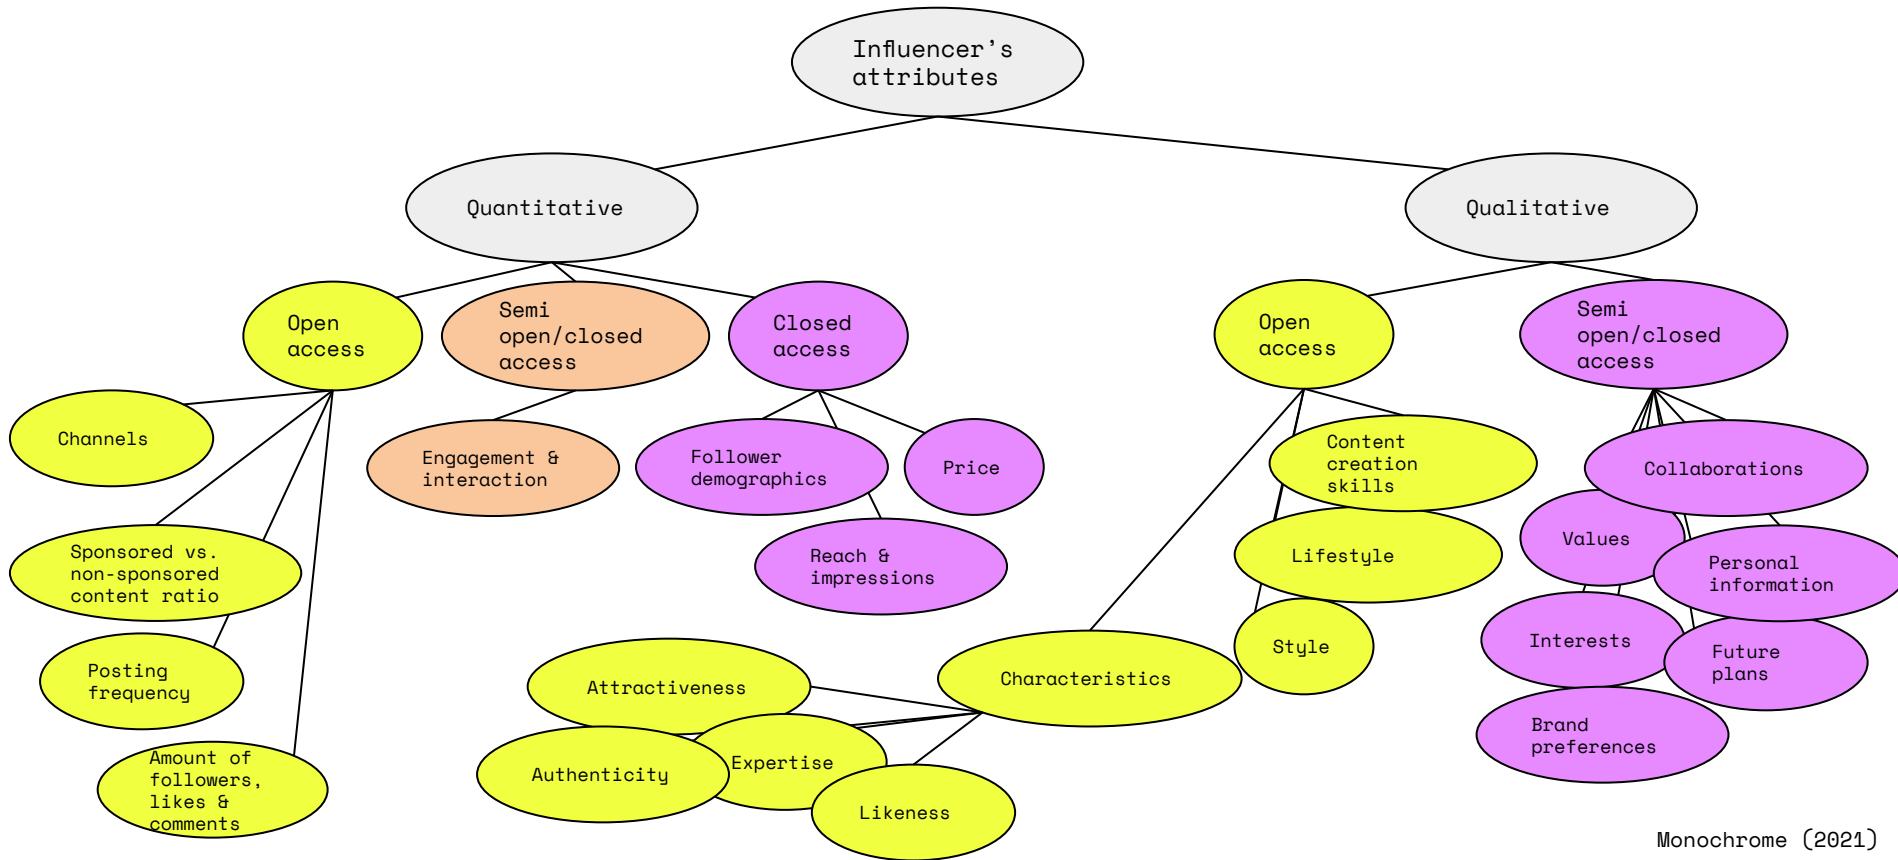 Influencer's
attributes
Quantitative
Qualitative
Open
access
Semi
open/closed
access
Closed
access
Open
access
Semi
open/closed
access
Channels
Engagement &
interaction
Follower
demographics
Price
Content
creation
skills
Collaborations
Sponsored vs.
non-sponsored
content ratio
Reach &
impressions
Lifestyle
Values
Personal
information
Posting
frequency
Attractiveness
Characteristics
Style
Interests
Future
plans
Amount of
followers,
likes &
comments
Authenticity
Expertise
Likeness
Brand
preferences
Monochrome (2021)